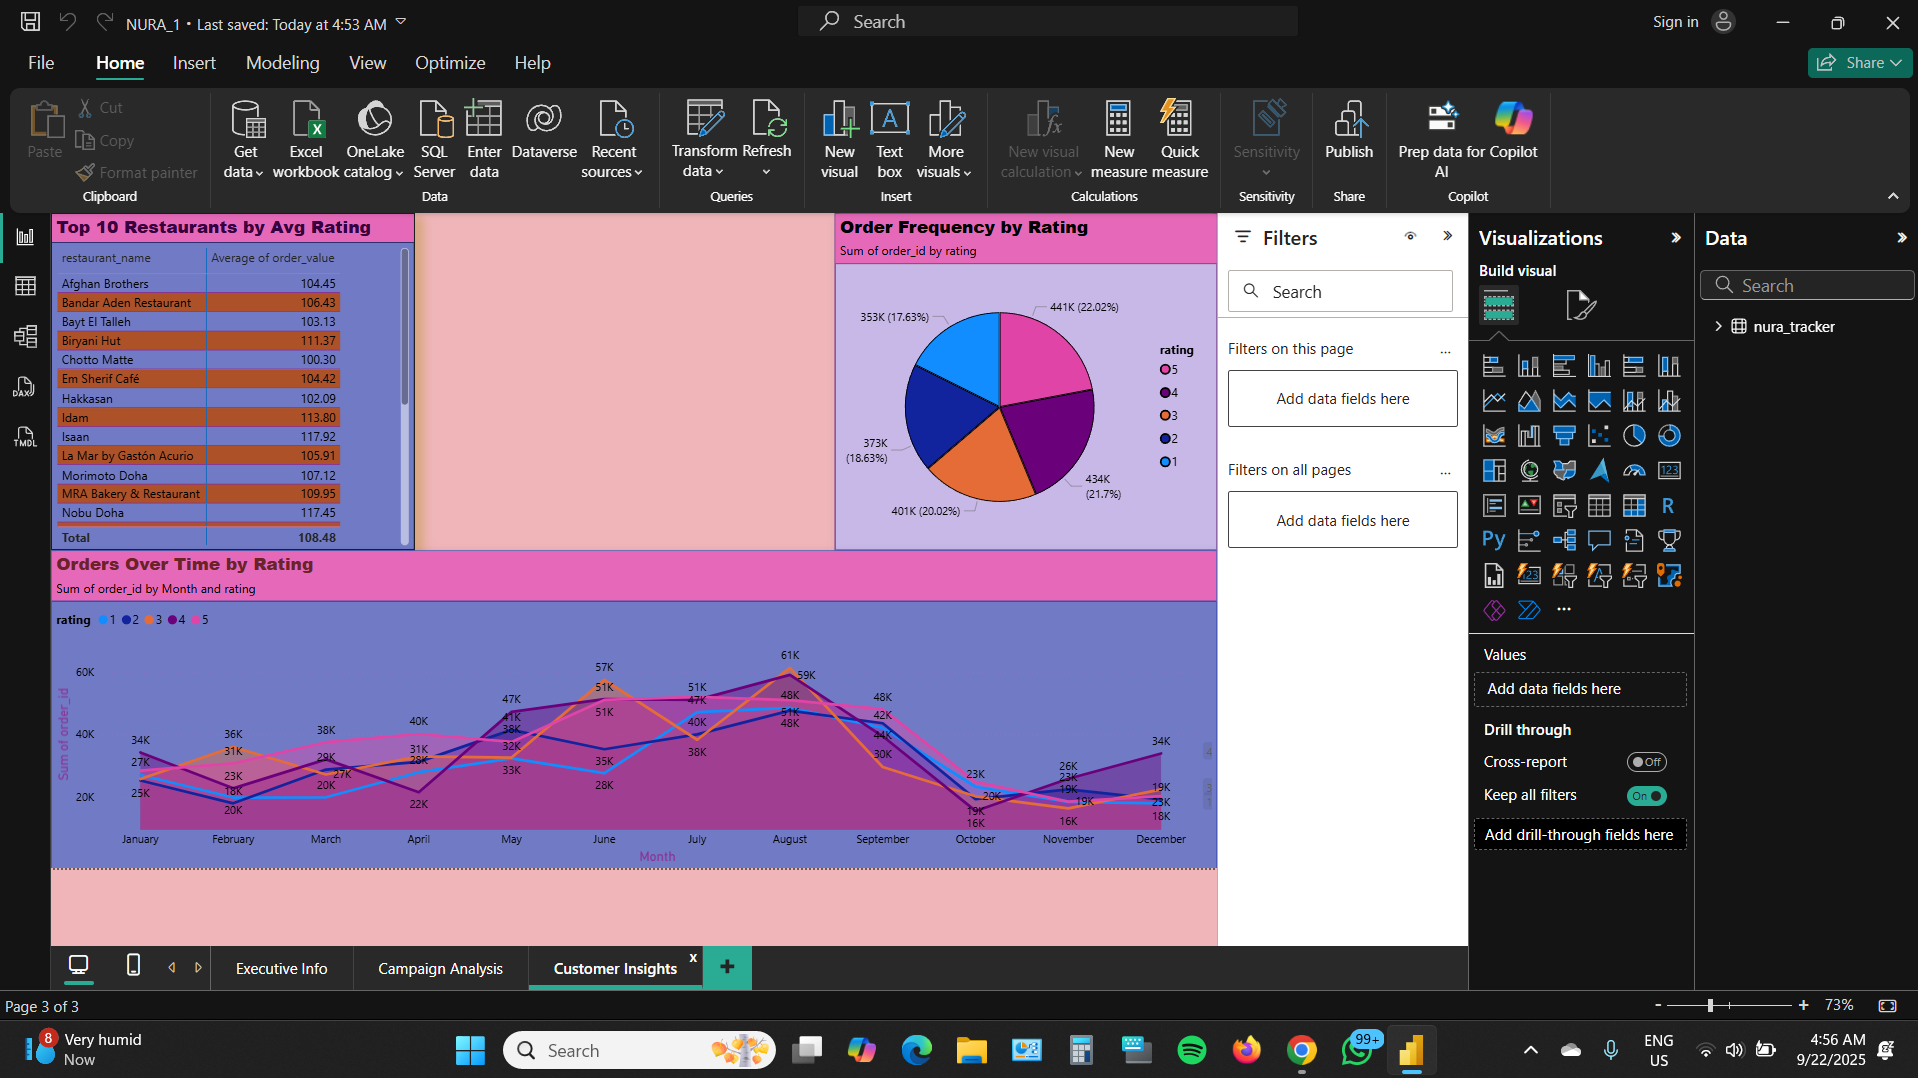 NURA_1 • Last saved: Today at 4:53 AM
Search
Sign in
File
Home
Insert
Modeling
View
Optimize
Help
Share
Paste
Cut
Copy
Format painter
Clipboard
Get data
Excel workbook
OneLake catalog
SQL Server
Enter data
Dataverse
Recent sources
Data
Transform data
Refresh
Queries
New visual
Text box
More visuals
Insert
New visual calculation
New measure
Quick measure
Calculations
Sensitivity
Sensitivity
Publish
Share
Prep data for AI
Copilot
Copilot
DAX
TMDL
Top 10 Restaurants by Avg Rating
restaurant_name Average of order_value
Afghan Brothers 104.45
Bandar Aden Restaurant 106.43
Bayt El Talleh 103.13
Biryani Hut 111.37
Chotto Matte 100.30
Em Sherif Café 104.42
Hakkasan 102.09
Idam 113.80
Isaan 117.92
La Mar by Gastón Acurio 105.91
Morimoto Doha 107.12
MRA Bakery & Restaurant 109.95
Nobu Doha 117.45
Total 108.48
Order Frequency by Rating
Sum of order_id by rating
441K (22.02%)
353K (17.63%)
373K
(18.63%)
434K
(21.7%)
401K (20.02%)
rating
5
4
3
2
1
Orders Over Time by Rating
Sum of order_id by Month and rating
rating 1 2 3 4 5
Sum of order_id
60K
40K
20K
34K
27K
25K
36K
31K
23K
18K
20K
38K
29K
27K
20K
40K
31K
28K
22K
47K
41K
38K
32K
33K
57K
51K
51K
35K
28K
51K
47K
40K
38K
61K
59K
48K
51K
48K
48K
42K
44K
30K
23K
20K
19K
16K
26K
23K
19K
19K
16K
34K
19K
23K
18K
January February March April May June July August September October November December
Month
Filters
Search
Filters on this page
...
Add data fields here
Filters on all pages
...
Add data fields here
Visualizations
Build visual
123
R
Py
123
Values
Add data fields here
Drill through
Cross-report Off
Keep all filters On
Add drill-through fields here
Data
Search
nura_tracker
Executive Info
Campaign Analysis
Customer Insights
x
+
Page 3 of 3
- + 73%
8
Very humid
Now
Search
99+
ENG
US
4:56 AM
9/22/2025